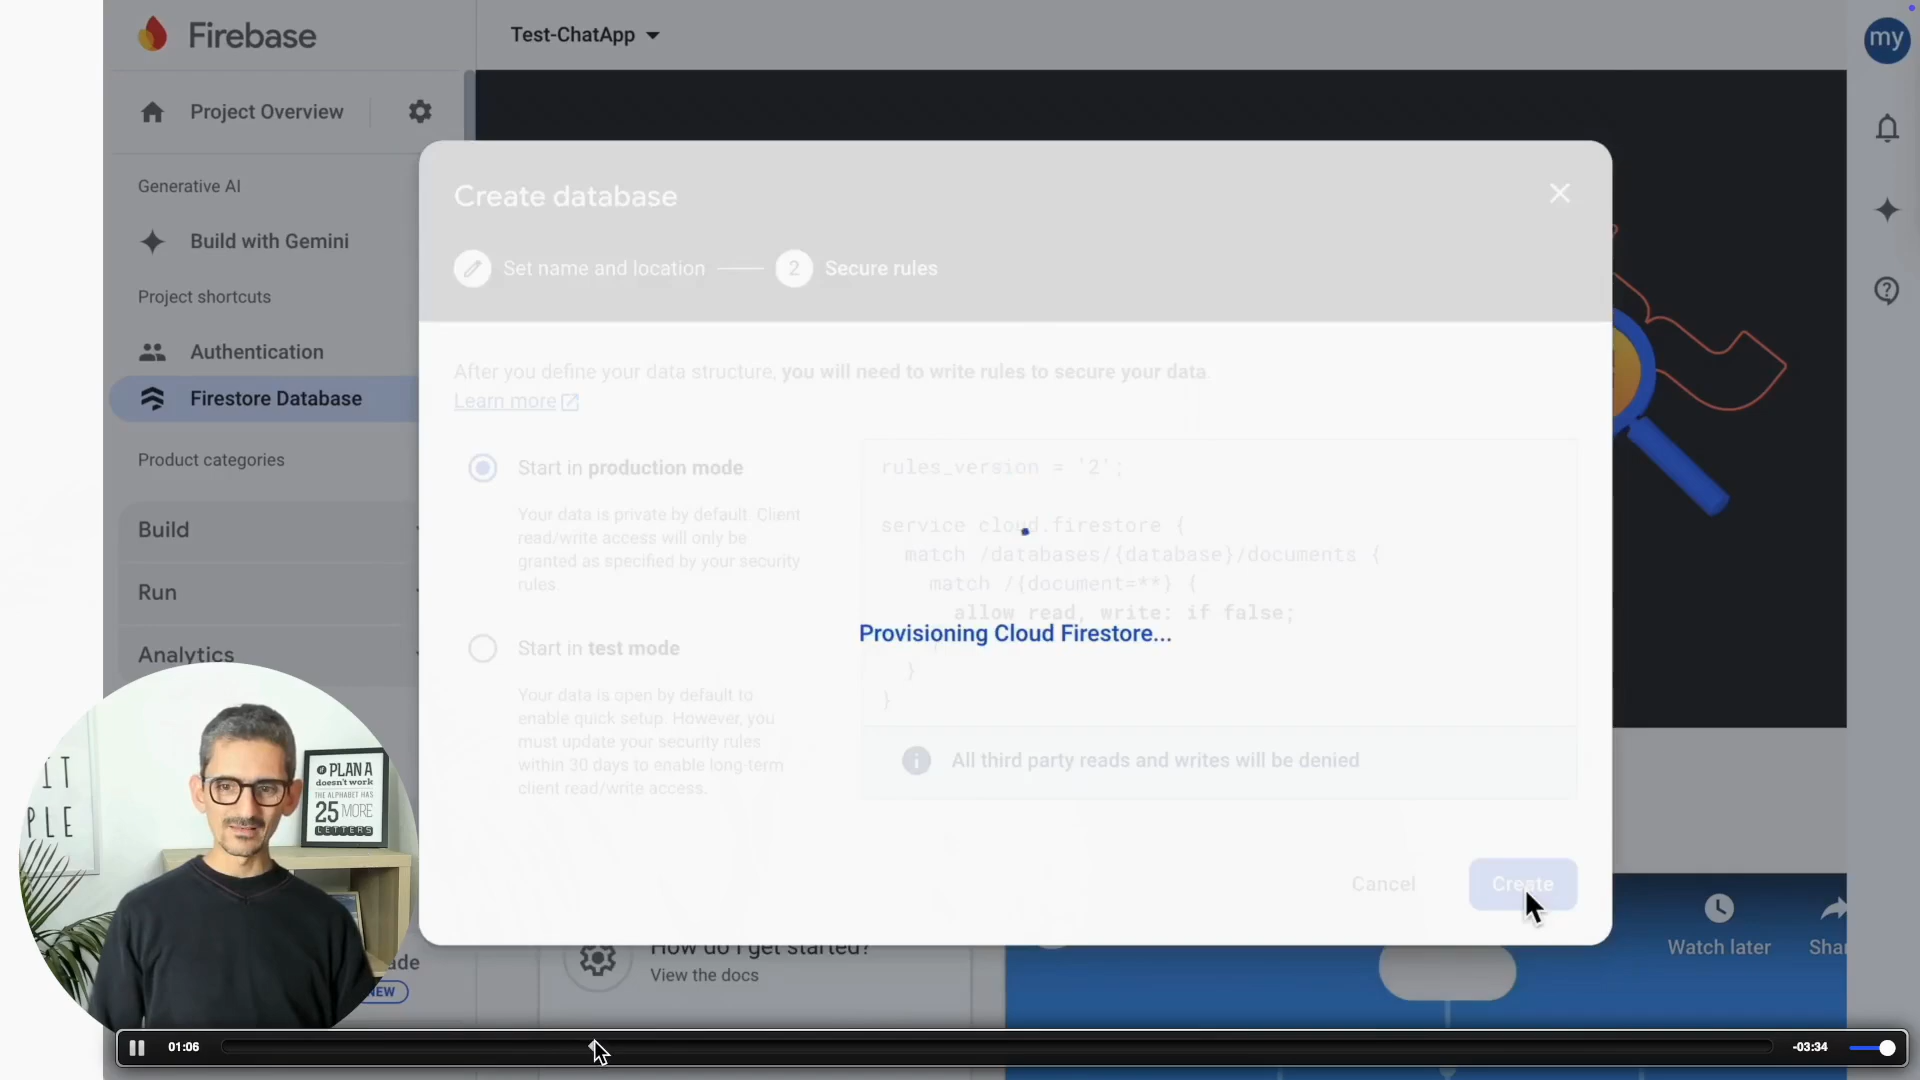 Firebase
Test-ChatApp
my
Project Overview
Generative AI
Build with Gemini
Project shortcuts
Authentication
Firestore Database
Product categories
Build
Run
Analytics
NEW
Create database
Set name and location
2
Secure rules
After you define your data structure, you will need to write rules to secure your data.
Learn more
Start in production mode
Your data is private by default. Client
read/write access will only be
granted as specified by your security
rules.
Start in test mode
Your data is open by default to
enable quick setup. However, you
must update your security rules
within 30 days to enable long-term
client read/write access.
rules_version = '2';
service cloud.firestore {
match /databases/{database}/documents {
match /{document=**} {
allow read, write: if false;
}
}
Provisioning Cloud Firestore...
All third party reads and writes will be denied
Cancel
Create
How do I get started?
View the docs
Watch later
IT
PLE
IF PLAN A
doesn't work
THE ALPHABET HAS
25 MORE
LETTERS
01:06
-03:34